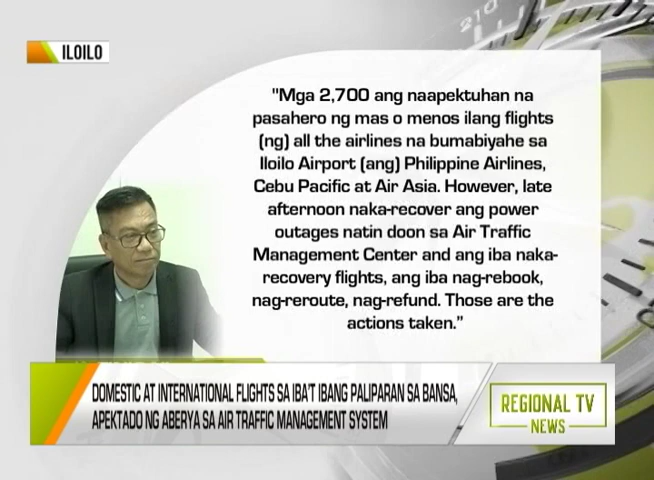 210
ILOILO
"Mga 2,700 ang naapektuhan na
pasahero ng mas o menos ilang flights
(ng) all the airlines na bumabiyahe sa
Iloilo Airport (ang) Philippine Airlines,
Cebu Pacific at Air Asia. However, late
afternoon naka-recover ang power
outages natin doon sa Air Traffic
Management Center and ang iba naka-
recovery flights, ang iba nag-rebook,
nag-reroute, nag-refund. Those are the
actions taken.”
DOMESTIC AT INTERNATIONAL FLIGHTS SA IBA'T IBANG PALIPARAN SA BANSA,
APEKTADO NG ABERYA SA AIR TRAFFIC MANAGEMENT SYSTEM
REGIONAL TV
NEWS